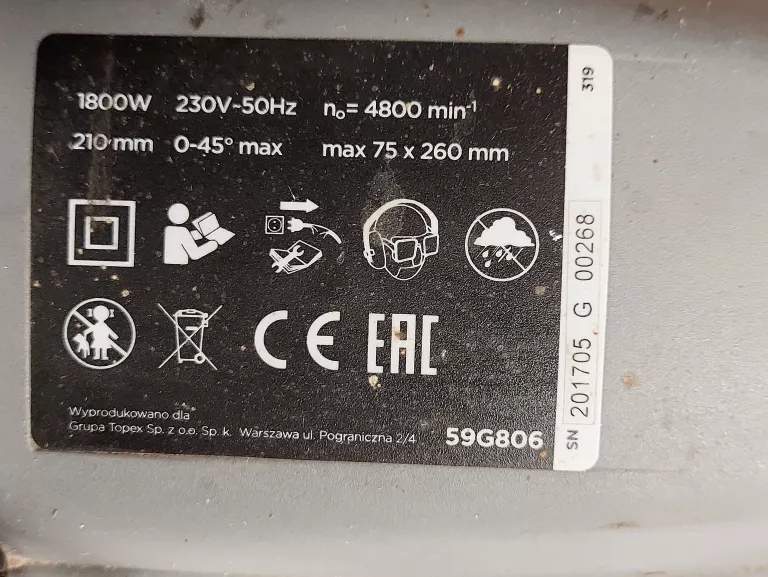 1800W 230V~50Hz n₀= 4800 min⁻¹
210 mm 0-45° max max 75 x 260 mm
CE EAC
Wyprodukowano dla
Grupa Topex Sp. z o.o. Sp. k. Warszawa ul. Pograniczna 2/4
59G806
SN 201705 G 00268
319